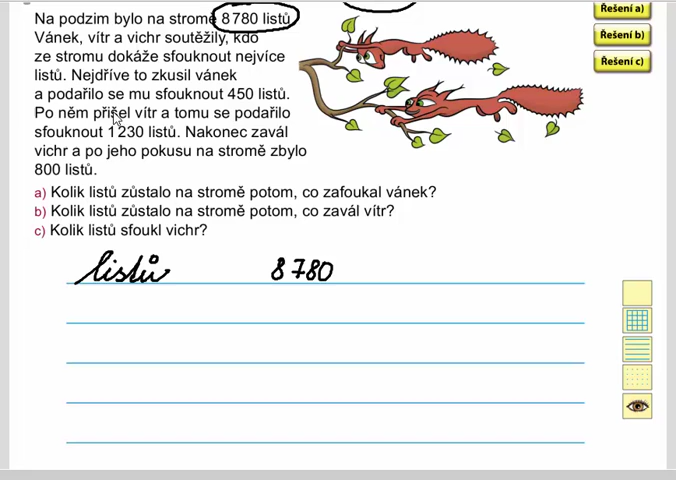 Na podzim bylo na stromě 8 780 listů
Vánek, vítr a vichr soutěžily, kdo
ze stromu dokáže sfouknout nejvíce
listů. Nejdříve to zkusil vánek
a podařilo se mu sfouknout 450 listů.
Po něm přišel vítr a tomu se podařilo
sfouknout 1 230 listů. Nakonec zavál
vichr a po jeho pokusu na stromě zbylo
800 listů.
a) Kolik listů zůstalo na stromě potom, co zafoukal vánek?
b) Kolik listů zůstalo na stromě potom, co zavál vítr?
c) Kolik listů sfoukl vichr?
Řešení a)
Řešení b)
Řešení c)
listů 8 780